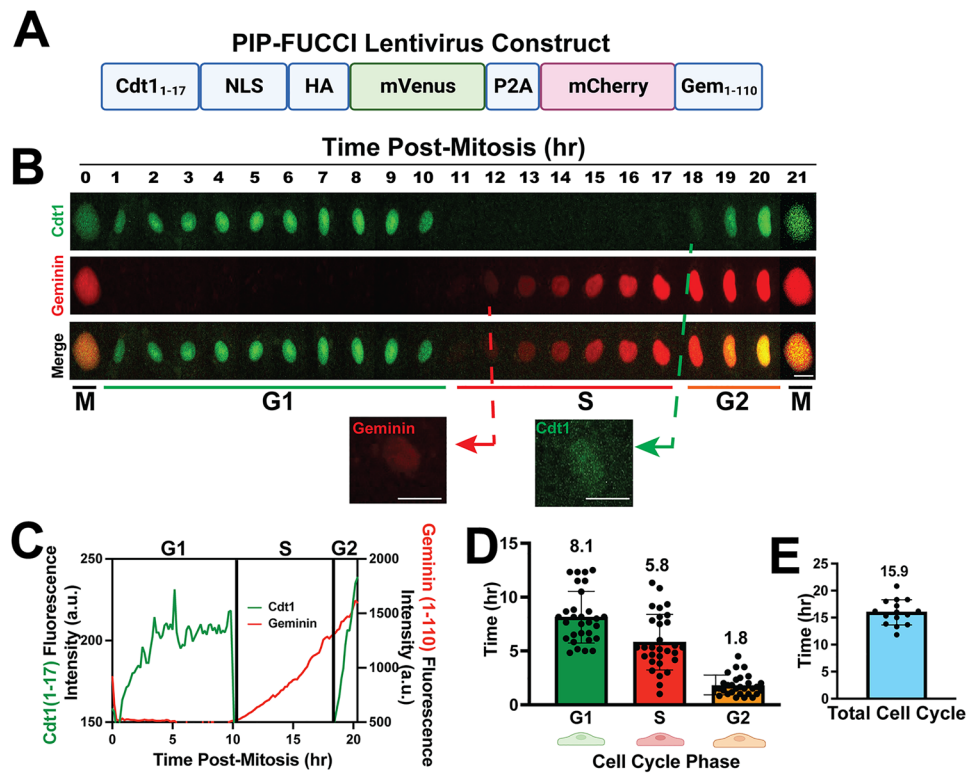 A
PIP-FUCCI Lentivirus Construct
Cdt1₁₋₁₇ NLS HA mVenus P2A mCherry Gem₁₋₁₁₀
B
Time Post-Mitosis (hr)
0 1 2 3 4 5 6 7 8 9 10 11 12 13 14 15 16 17 18 19 20 21
Cdt1
Geminin
Merge
M G1 S G2 M
Geminin
Cdt1
C
G1 S G2
Cdt1(1-17) Fluorescence
Intensity (a.u.)
250
200
150
Cdt1
Geminin
2000
1500
1000
500
Geminin (1-110) Fluorescence
Intensity (a.u.)
0 5 10 15 20
Time Post-Mitosis (hr)
D
Time (hr)
15
10
5
0
8.1
5.8
1.8
G1 S G2
Cell Cycle Phase
E
Time (hr)
25
20
15
10
5
0
15.9
Total Cell Cycle